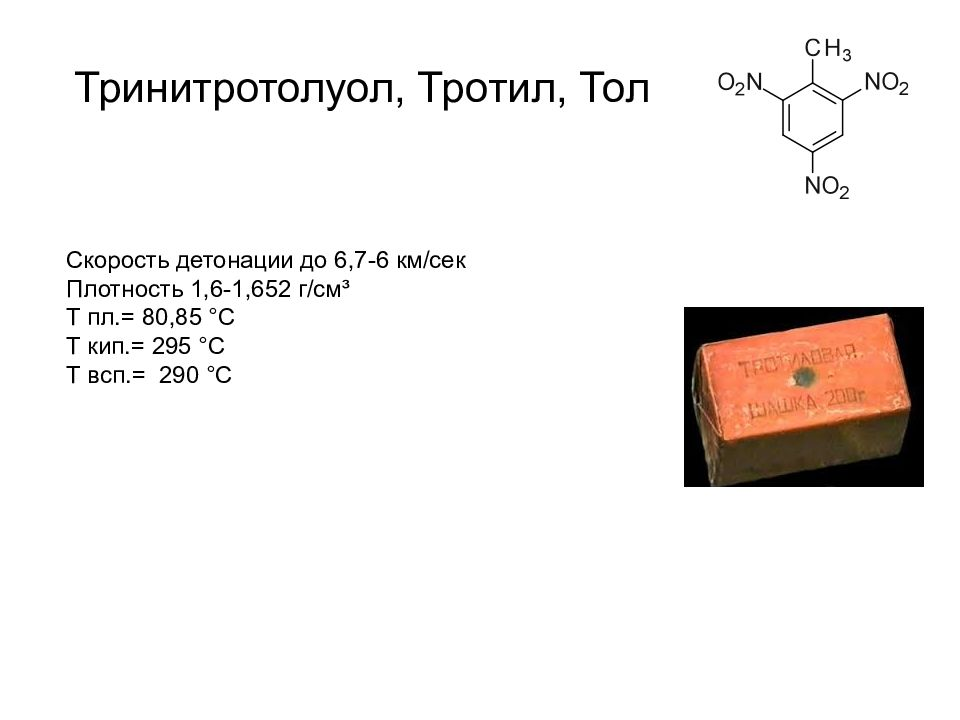 Тринитротолуол, Тротил, Тол
CH3
O2N
NO2
NO2
Скорость детонации до 6,7-6 км/сек
Плотность 1,6-1,652 г/см³
Т пл.= 80,85 °С
Т кип.= 295 °С
Т всп.= 290 °С
ТРОТИЛОВАЯ
ШАШКА 200г